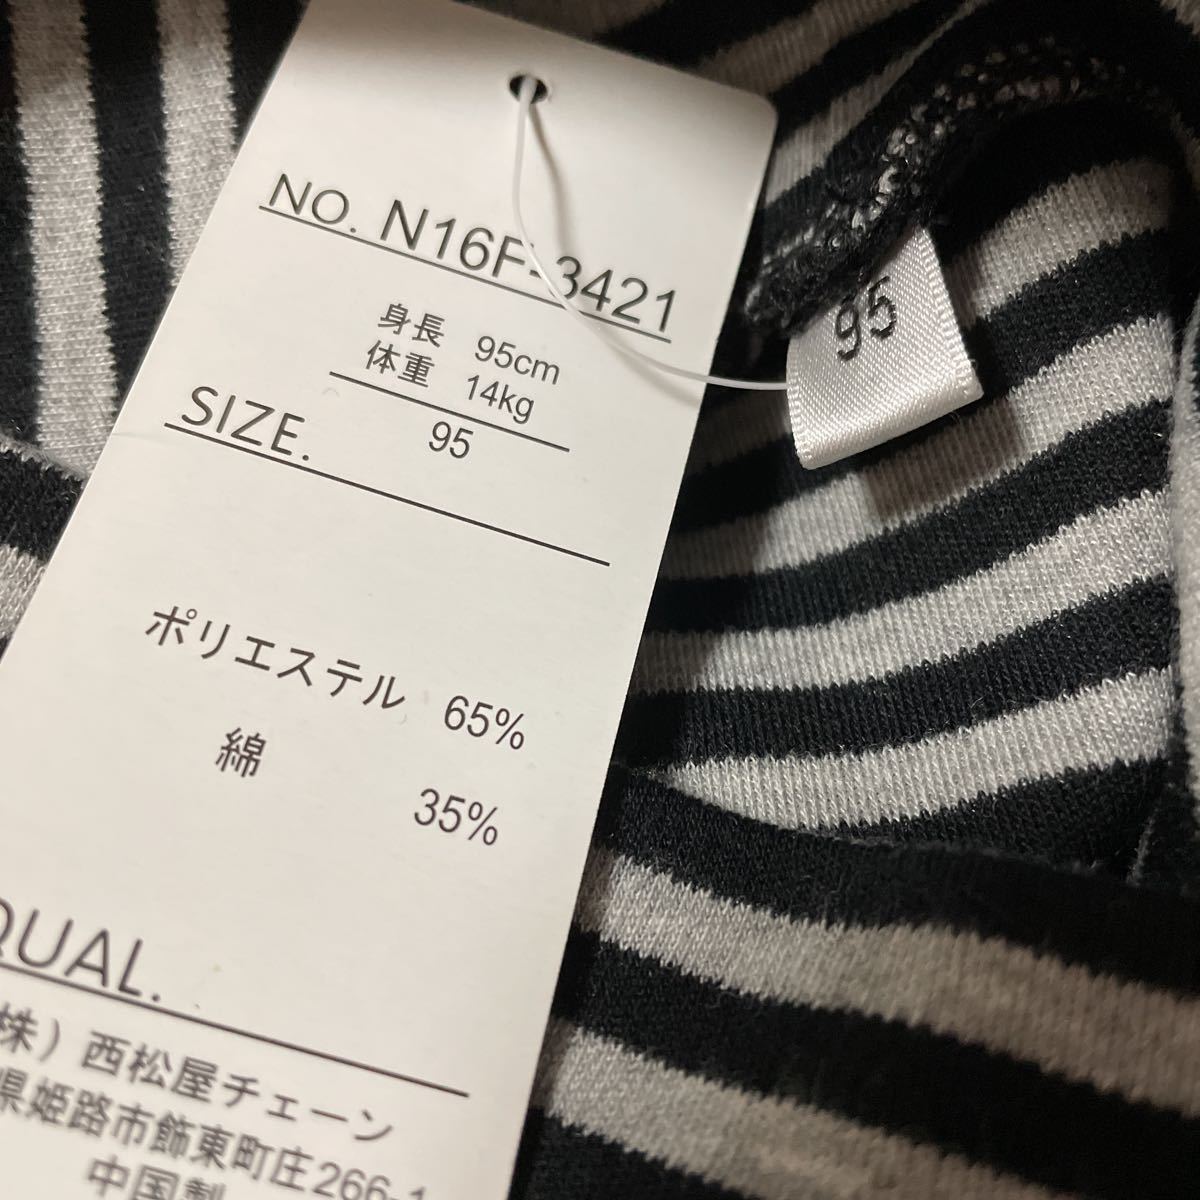 NO. N16F-3421
身長 95cm
体重 14kg
SIZE. 95
95
ポリエステル 65%
綿 35%
QUAL.
株）西松屋チェーン
県姫路市飾東町庄266-1
中国製